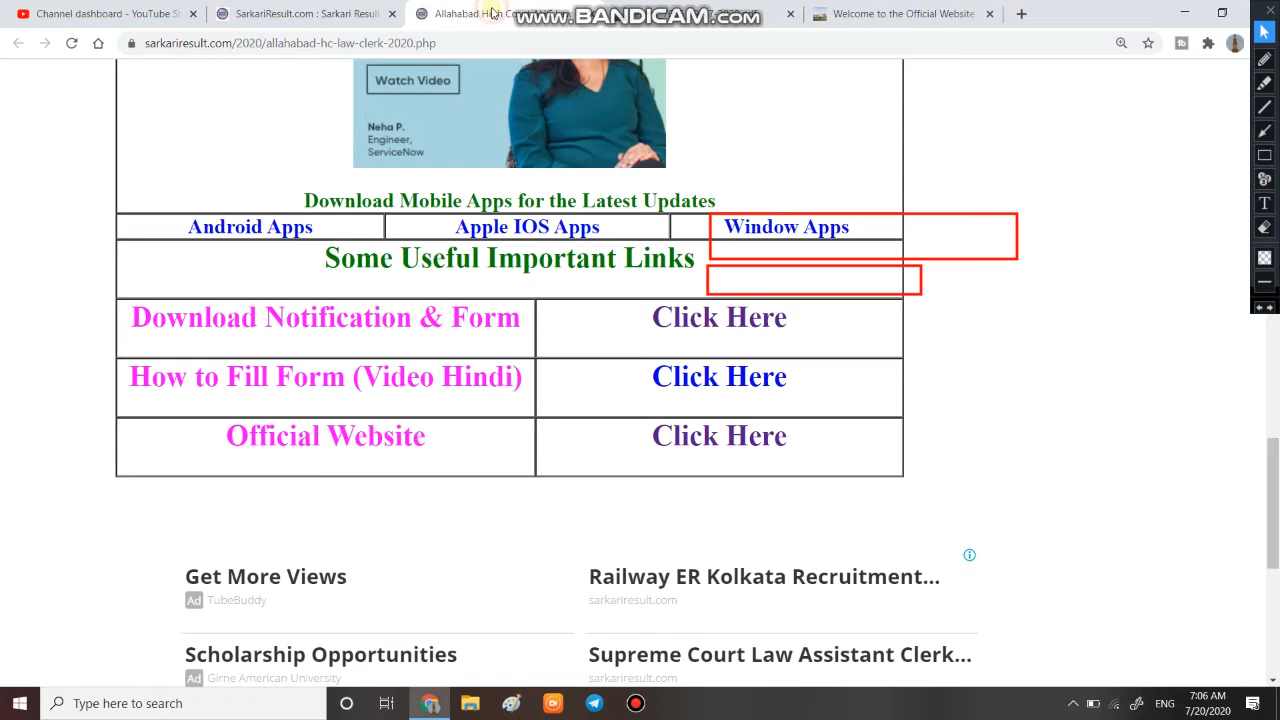 Channel dashboard - YouTube S
SarkariResult.com : Sarkari Result
Allahabad
www.BANDICAM.com
Welcome to the Official Website
sarkariresult.com/2020/allahabad-hc-law-clerk-2020.php
Watch Video
Neha P.
Engineer,
ServiceNow
Download Mobile Apps for the Latest Updates
Android Apps
Apple IOS Apps
Window Apps
Some Useful Important Links
Download Notification & Form
Click Here
How to Fill Form (Video Hindi)
Click Here
Official Website
Click Here
Get More Views
Ad TubeBuddy
Railway ER Kolkata Recruitment...
sarkariresult.com
Scholarship Opportunities
Ad Girne American University
Supreme Court Law Assistant Clerk...
sarkariresult.com
Type here to search
ENG
7:06 AM
7/20/2020